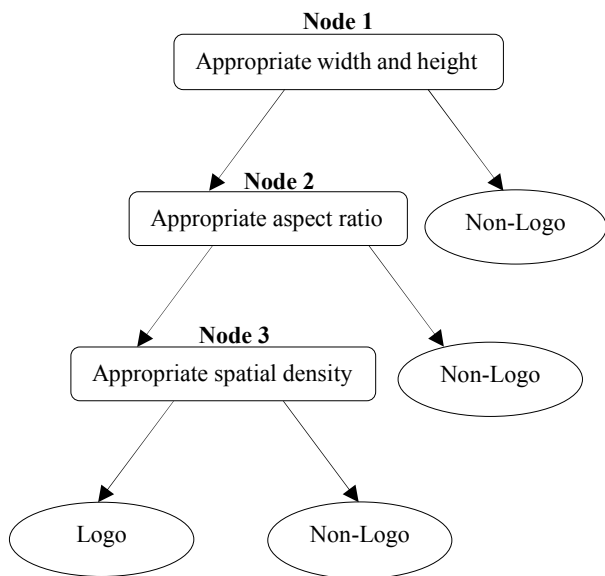 Node 1
Appropriate width and height
Node 2
Appropriate aspect ratio
Non-Logo
Node 3
Appropriate spatial density
Non-Logo
Logo
Non-Logo